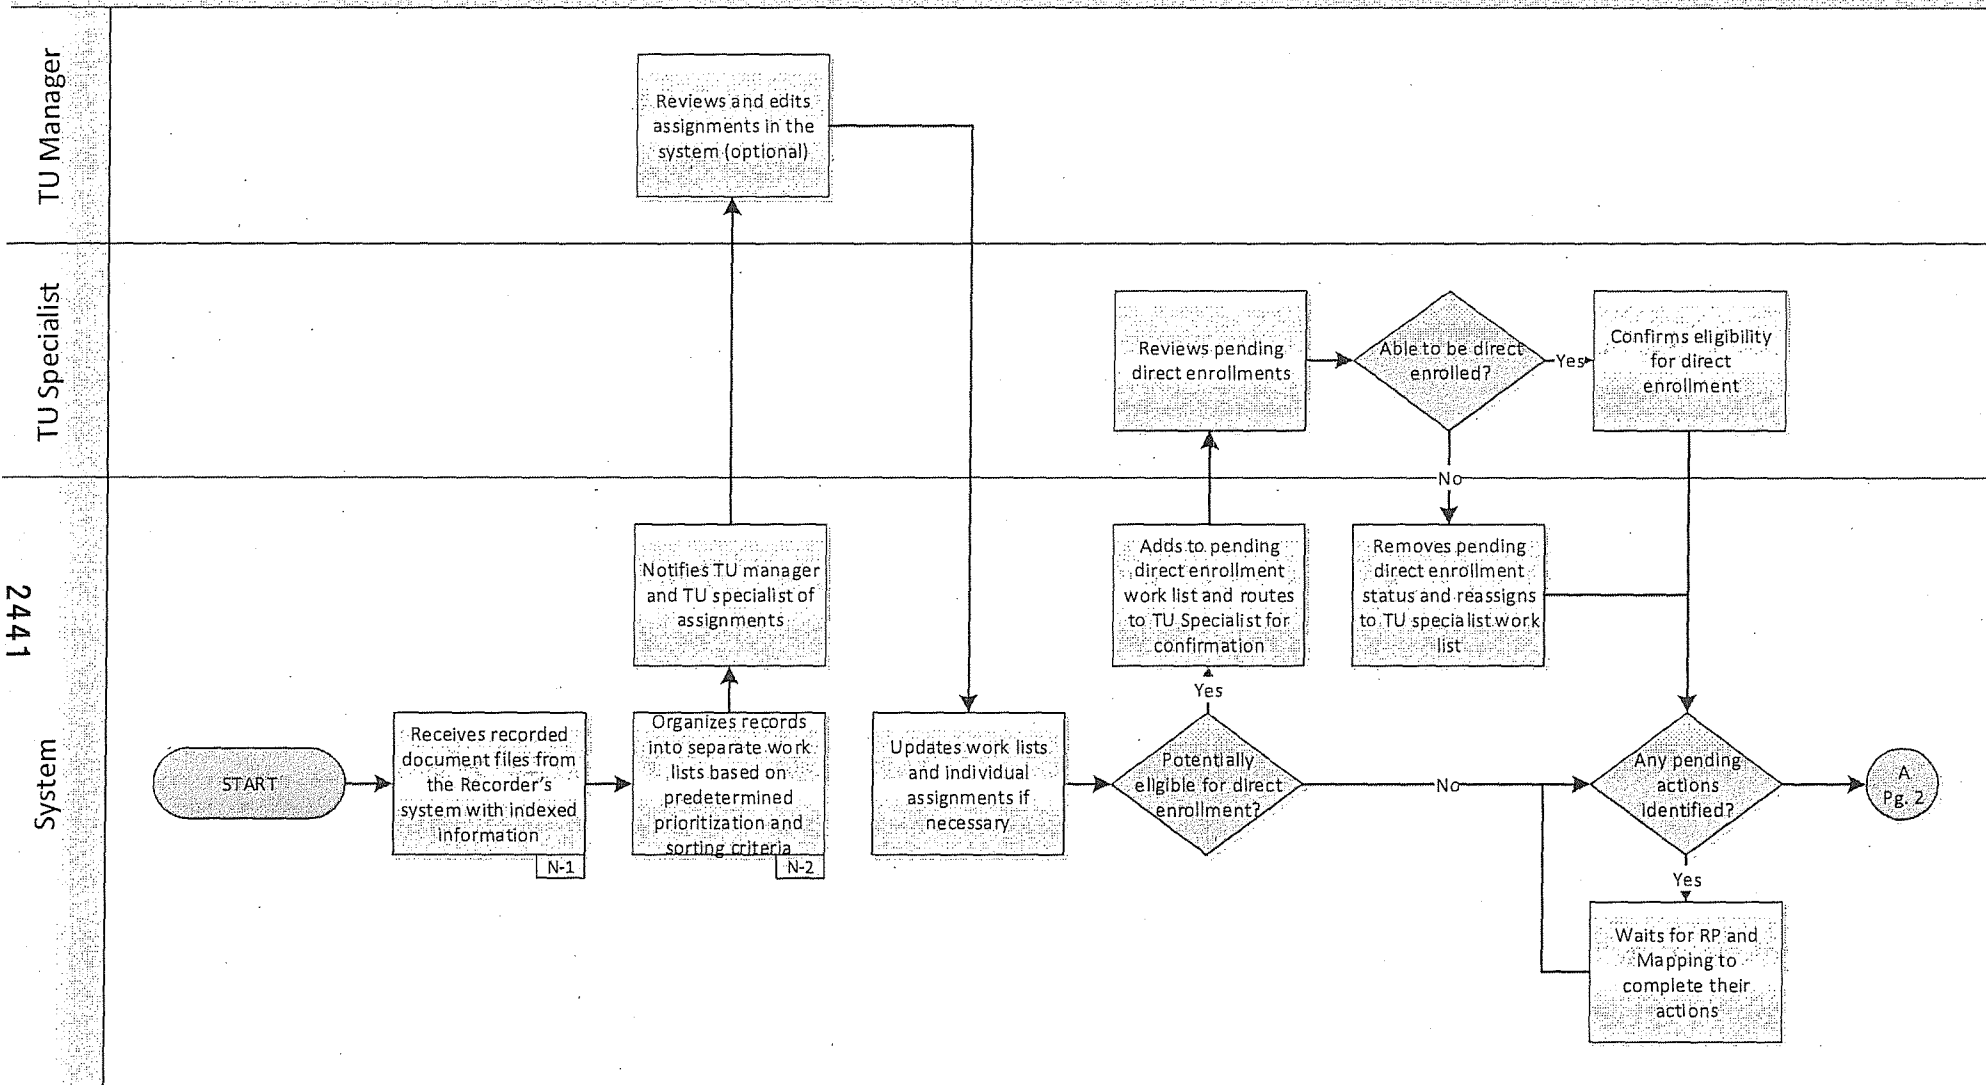 TU Manager
Reviews and edits
assignments in the
system (optional)
TU Specialist
Reviews pending
direct enrollments
Able to be direct
enrolled?
Yes
Confirms eligibility
for direct
enrollment
No
System
2441
START
Receives recorded
document files from
the Recorder's
system with indexed
information
N-1
Organizes records
into separate work
lists based on
predetermined
prioritization and
sorting criteria
N-2
Notifies TU manager
and TU specialist of
assignments
Updates work lists
and individual
assignments if
necessary
Potentially
eligible for direct
enrollment?
Yes
Adds to pending
direct enrollment
work list and routes
to TU Specialist for
confirmation
Removes pending
direct enrollment
status and reassigns
to TU specialist work
list
No
Any pending
actions
identified?
Yes
Waits for RP and
Mapping to
complete their
actions
A
Pg. 2